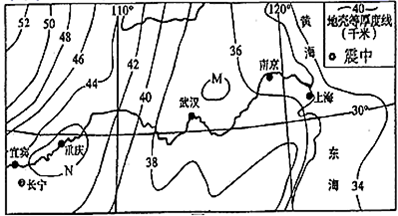 52
50
48
46
44
110°
42
40
38
36
120°
黄
海
—40—
地壳等厚度线
(千米)
震中
M
南京
上海
武汉
30°
宜宾
重庆
N
长宁
东
海
34